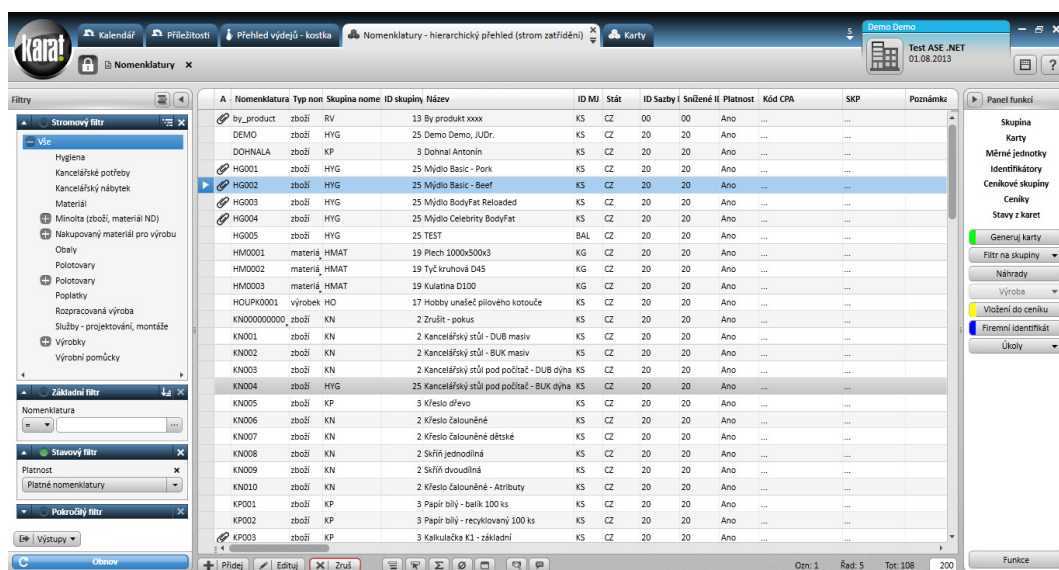 karat
Kalendář
Příležitosti
Přehled výdejů - kostka
Nomenklatury - hierarchický přehled (strom zatřídění)
Karty
5
Demo Demo
Test ASE .NET
01.08.2013
Nomenklatury
Filtry
Stromový filtr
Vše
Hygiena
Kancelářské potřeby
Kancelářský nábytek
Materiál
Minolta (zboží, materiál ND)
Nakupovaný materiál pro výrobu
Obaly
Polotovary
Polotovary
Poplatky
Rozpracovaná výroba
Služby - projektování, montáže
Výrobky
Výrobní pomůcky
Základní filtr
Nomenklatura
=
...
Stavový filtr
Platnost
Platné nomenklatury
Pokročilý filtr
Výstupy
Obnov
A Nomenklatura Typ nom Skupina nome ID skupiny Název ID MJ Stát ID Sazby I Snížené II Platnost Kód CPA SKP Poznámka
by_product zboží RV 13 By produkt xxxx KS CZ 00 00 Ano ... ...
DEMO zboží HYG 25 Demo Demo, JUDr. KS CZ 20 20 Ano ... ...
DOHNALA zboží KP 3 Dohnal Antonín KS CZ 20 20 Ano ... ...
HG001 zboží HYG 25 Mýdlo Basic - Pork KS CZ 20 20 Ano ... ...
HG002 zboží HYG 25 Mýdlo Basic - Beef KS CZ 20 20 Ano ... ...
HG003 zboží HYG 25 Mýdlo BodyFat Reloaded KS CZ 20 20 Ano ... ...
HG004 zboží HYG 25 Mýdlo Celebrity BodyFat KS CZ 20 20 Ano ... ...
HG005 zboží HYG 25 TEST BAL CZ 20 20 Ano ... ...
HM0001 materiá HMAT 19 Plech 1000x500x3 KG CZ 20 20 Ano ... ...
HM0002 materiá HMAT 19 Tyč kruhová D45 KG CZ 20 20 Ano ... ...
HM0003 materiá HMAT 19 Kulatina D100 KG CZ 20 20 Ano ... ...
HOUPK0001 výrobek HO 17 Hobby unašeč pilového kotouče KS CZ 20 20 Ano ... ...
KN000000000 zboží KN 2 Zrušit - pokus KS CZ 20 20 Ano ... ...
KN001 zboží KN 2 Kancelářský stůl - DUB masiv KS CZ 20 20 Ano ... ...
KN002 zboží KN 2 Kancelářský stůl - BUK masiv KS CZ 20 20 Ano ... ...
KN003 zboží KN 2 Kancelářský stůl pod počítač - DUB dýha KS CZ 20 20 Ano ... ...
KN004 zboží HYG 25 Kancelářský stůl pod počítač - BUK dýha KS CZ 20 20 Ano ... ...
KN005 zboží KP 3 Křeslo dřevo KS CZ 20 20 Ano ... ...
KN006 zboží KN 2 Křeslo čalouněné KS CZ 20 20 Ano ... ...
KN007 zboží KN 2 Křeslo čalouněné dětské KS CZ 20 20 Ano ... ...
KN008 zboží KN 2 Skříň jednodílná KS CZ 20 20 Ano ... ...
KN009 zboží KN 2 Skříň dvoudílná KS CZ 20 20 Ano ... ...
KN010 zboží KN 2 Křeslo čalouněné - Atributy KS CZ 20 20 Ano ... ...
KP001 zboží KP 3 Papír bílý - balík 100 ks KS CZ 20 20 Ano ... ...
KP002 zboží KP 3 Papír bílý - recyklovaný 100 ks KS CZ 20 20 Ano ... ...
KP003 zboží KP 3 Kalkulačka K1 - základní KS CZ 20 20 Ano ... ...
Přidej
Edituj
Zruš
Ozn: 1 Řad: 5 Tot: 108 200
Panel funkcí
Skupina
Karty
Měrné jednotky
Identifikátory
Ceníkové skupiny
Ceníky
Stavy z karet
Generuj karty
Filtr na skupiny
Náhrady
Výroba
Vložení do ceníku
Firemní identifikát
Úkoly
Funkce